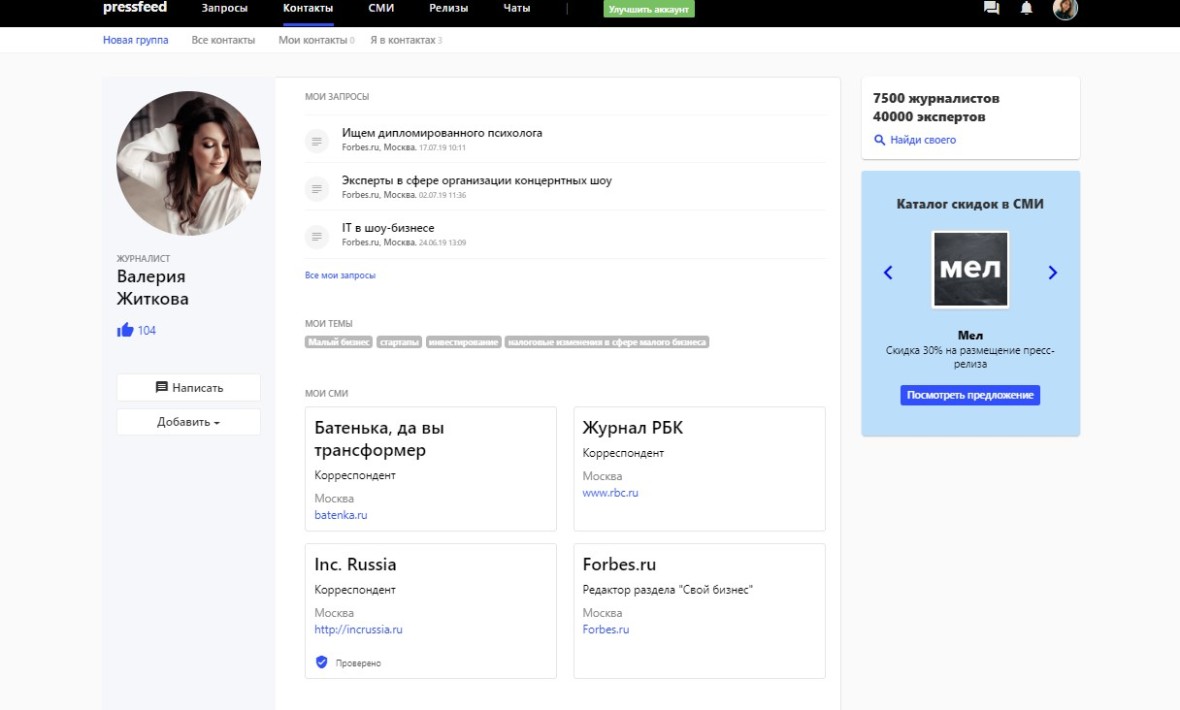 pressfeed Запросы Контакты СМИ Релизы Чаты Улучшить аккаунт
Новая группа Все контакты Мои контакты 0 Я в контактах 3
ЖУРНАЛИСТ
Валерия
Житкова
104
Написать
Добавить
МОИ ЗАПРОСЫ
Ищем дипломированного психолога
Forbes.ru, Москва, 17.07.19 10:11
Эксперты в сфере организации концернтных шоу
Forbes.ru, Москва, 02.07.19 11:36
IT в шоу-бизнесе
Forbes.ru, Москва, 24.06.19 13:09
Все мои запросы
МОИ ТЕМЫ
Малый бизнес стартапы инвестирование налоговые изменения в сфере малого бизнеса
МОИ СМИ
Батенька, да вы
трансформер
Корреспондент
Москва
batenka.ru
Журнал РБК
Корреспондент
Москва
www.rbc.ru
Inc. Russia
Корреспондент
Москва
http://incrussia.ru
Проверено
Forbes.ru
Редактор раздела "Свой бизнес"
Москва
Forbes.ru
7500 журналистов
40000 экспертов
Найди своего
Каталог скидок в СМИ
мел
Мел
Скидка 30% на размещение пресс-
релиза
Посмотреть предложение